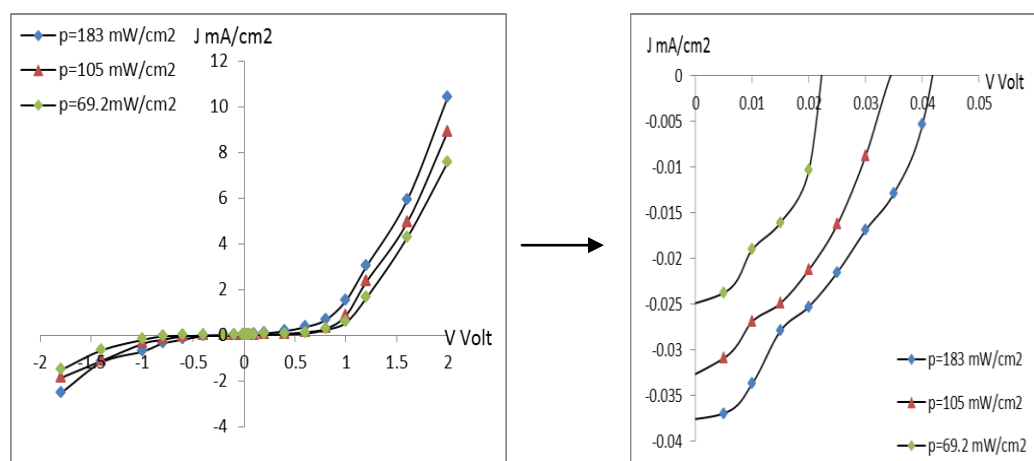 p=183 mW/cm2
p=105 mW/cm2
p=69.2mW/cm2
J mA/cm2
12
10
8
6
4
2
0
-2
-4
-2 -1.5 -1 -0.5 0 0.5 1 1.5 2
V Volt
J mA/cm2
V Volt
0 0.01 0.02 0.03 0.04 0.05
0
-0.005
-0.01
-0.015
-0.02
-0.025
-0.03
-0.035
-0.04
p=183 mW/cm2
p=105 mW/cm2
p=69.2 mW/cm2